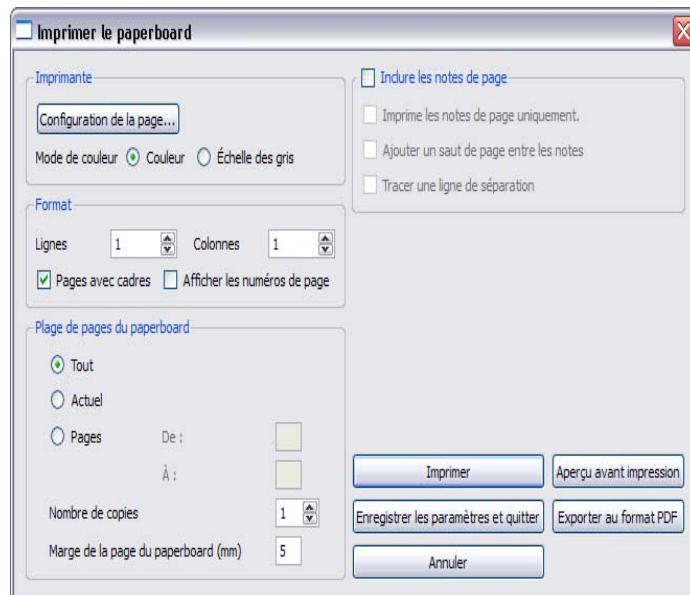 Imprimer le paperboard
Imprimante
Configuration de la page...
Mode de couleur Couleur Échelle des gris
Format
Lignes 1 Colonnes 1
Pages avec cadres Afficher les numéros de page
Plage de pages du paperboard
Tout
Actuel
Pages De :
À :
Nombre de copies 1
Marge de la page du paperboard (mm) 5
Inclure les notes de page
Imprime les notes de page uniquement.
Ajouter un saut de page entre les notes
Tracer une ligne de séparation
Imprimer Aperçu avant impression
Enregistrer les paramètres et quitter Exporter au format PDF
Annuler